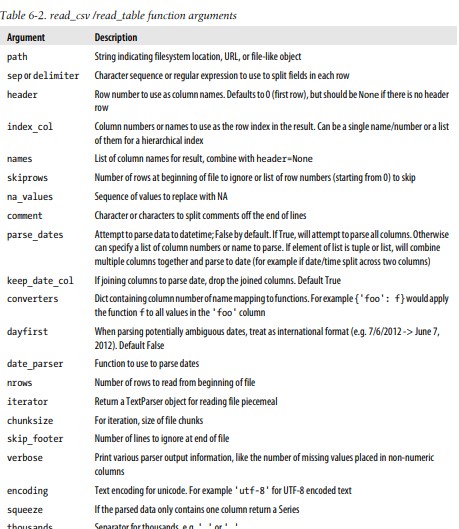 Table 6-2. read_csv /read_table function arguments
Argument Description
path String indicating filesystem location, URL, or file-like object
sep or delimiter Character sequence or regular expression to use to split fields in each row
header Row number to use as column names. Defaults to 0 (first row), but should be None if there is no header
row
index_col Column numbers or names to use as the row index in the result. Can be a single name/number or a list
of them for a hierarchical index
names List of column names for result, combine with header=None
skiprows Number of rows at beginning of file to ignore or list of row numbers (starting from 0) to skip
na_values Sequence of values to replace with NA
comment Character or characters to split comments off the end of lines
parse_dates Attempt to parse data to datetime; False by default. If True, will attempt to parse all columns. Otherwise
can specify a list of column numbers or name to parse. If element of list is tuple or list, will combine
multiple columns together and parse to date (for example if date/time split across two columns)
keep_date_col If joining columns to parse date, drop the joined columns. Default True
converters Dict containing column number of name mapping to functions. For example {'foo': f} would apply
the function f to all values in the 'foo' column
dayfirst When parsing potentially ambiguous dates, treat as international format (e.g. 7/6/2012 -> June 7,
2012). Default False
date_parser Function to use to parse dates
nrows Number of rows to read from beginning of file
iterator Return a TextParser object for reading file piecemeal
chunksize For iteration, size of file chunks
skip_footer Number of lines to ignore at end of file
verbose Print various parser output information, like the number of missing values placed in non-numeric
columns
encoding Text encoding for unicode. For example 'utf-8' for UTF-8 encoded text
squeeze If the parsed data only contains one column return a Series
thousands Separator for thousands, e.g.